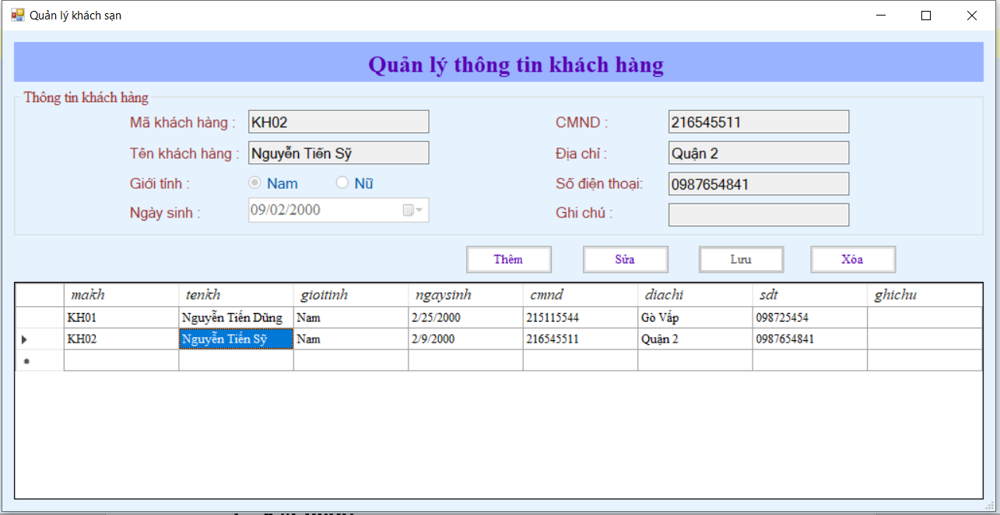 Quản lý khách sạn
Quản lý thông tin khách hàng
Thông tin khách hàng
Mã khách hàng : KH02 CMND : 216545511
Tên khách hàng : Nguyễn Tiến Sỹ Địa chỉ : Quận 2
Giới tính : Nam Nữ Số điện thoại: 0987654841
Ngày sinh : 09/02/2000 Ghi chú :
Thêm Sửa Lưu Xóa
makh tenkh gioitinh ngaysinh cmnd diachi sdt ghichu
KH01 Nguyễn Tiến Dũng Nam 2/25/2000 215115544 Gò Vấp 098725454
KH02 Nguyễn Tiến Sỹ Nam 2/9/2000 216545511 Quận 2 0987654841